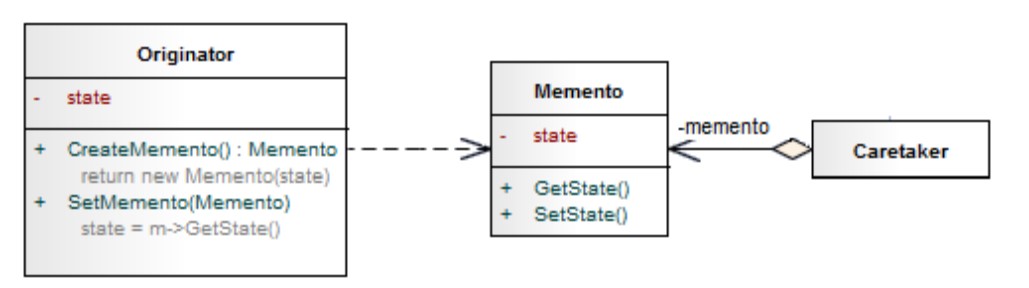 Originator
- state
+ CreateMemento() : Memento
return new Memento(state)
+ SetMemento(Memento)
state = m->GetState()
Memento
- state
+ GetState()
+ SetState()
-memento
Caretaker